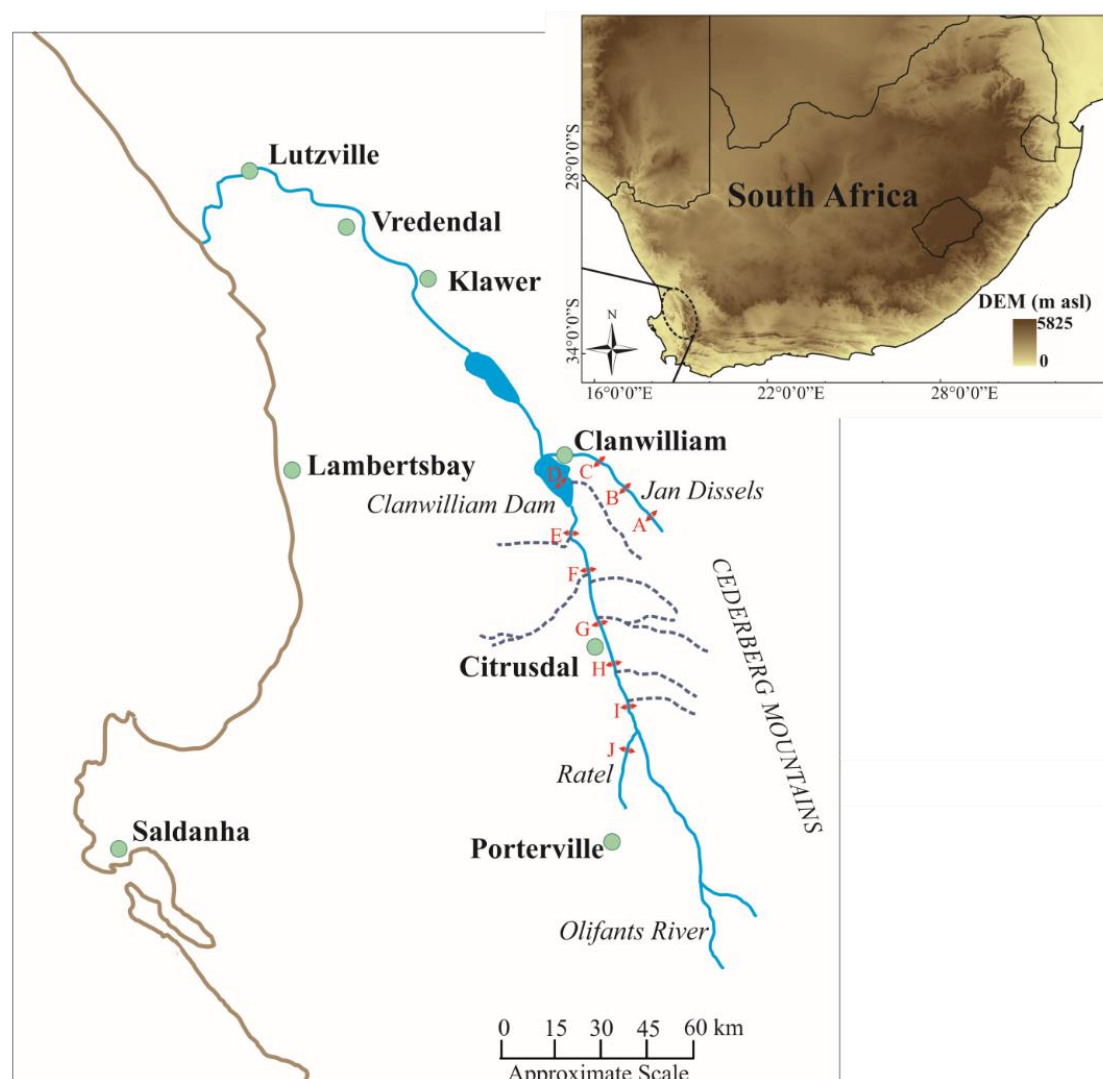 Lutzville
Vredendal
Klawer
Clanwilliam
Lambertsbay
Clanwilliam Dam
Jan Dissels
D
C
B
A
E
F
G
Citrusdal
H
I
J
Ratel
CEDERBERG MOUNTAINS
Saldanha
Porterville
Olifants River
0 15 30 45 60 km
Approximate Scale
South Africa
DEM (m asl)
5825
0
N
28°0'0"S
34°0'0"S
16°0'0"E 22°0'0"E 28°0'0"E